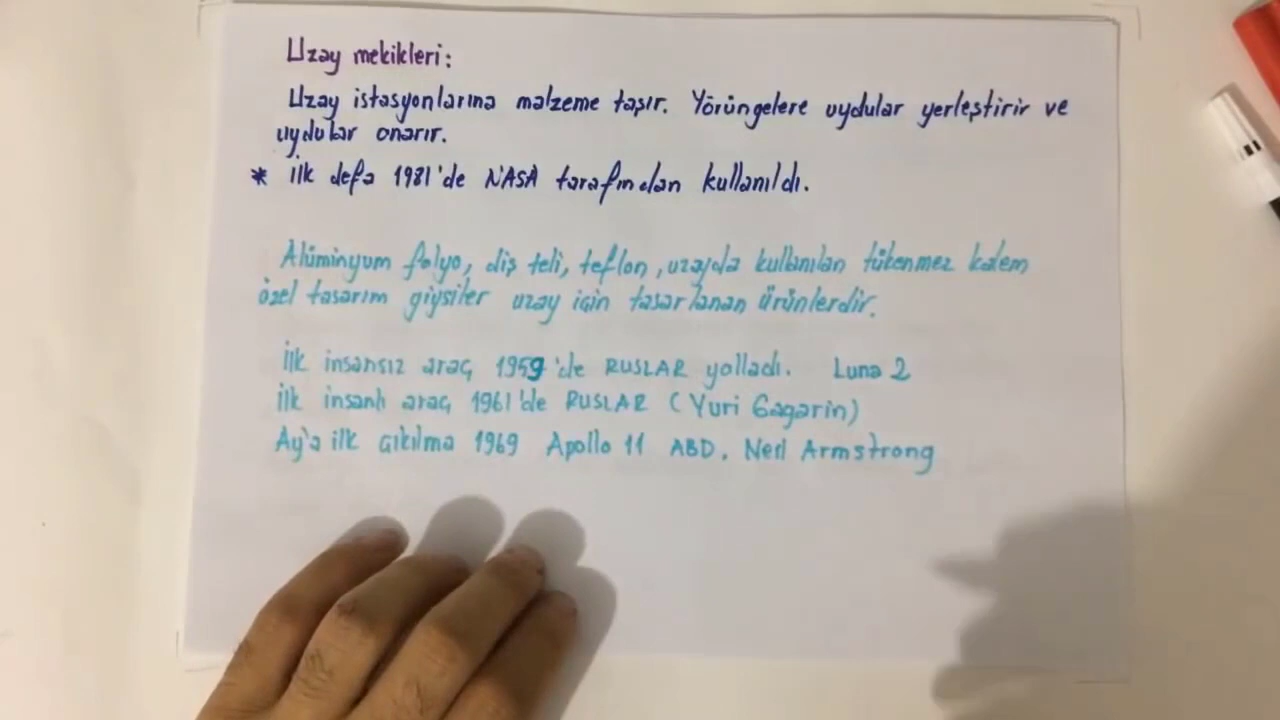 Uzay mekikleri:
Uzay istasyonlarına malzeme taşır. Yörüngelere uydular yerleştirir ve
uydular onarır.
* İlk defa 1981'de NASA tarafından kullanıldı.
Alüminyum folyo, diş teli, teflon, uzayda kullanılan tükenmez kalem
özel tasarım giysiler uzay için tasarlanan ürünlerdir.
İlk insansız araç 1959'de RUSLAR yolladı. Luna 2
İlk insanlı araç 1961'de RUSLAR (Yuri Gagarin)
Ay'a ilk çıkılma 1969 Apollo 11 ABD. Neil Armstrong